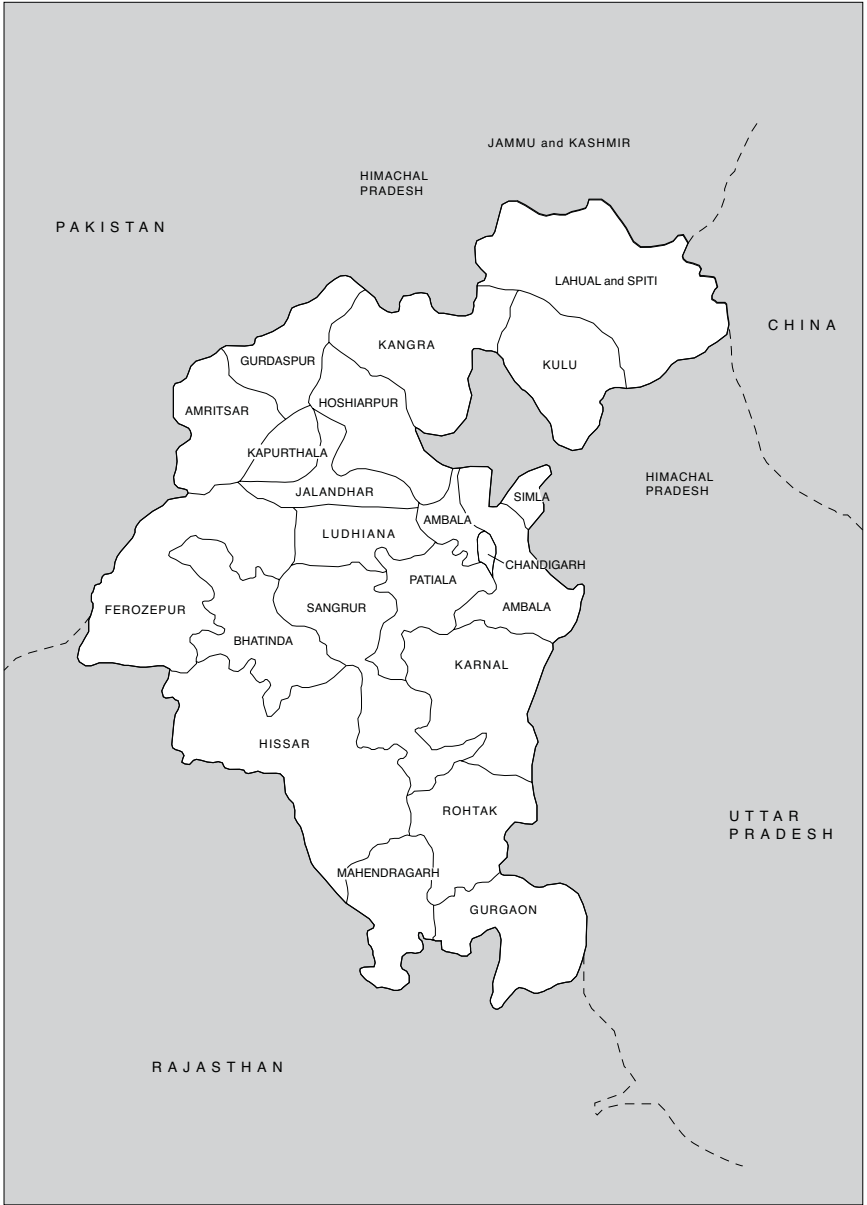 JAMMU and KASHMIR
HIMACHAL
PRADESH
PAKISTAN
LAHUAL and SPITI
CHINA
KANGRA
GURDASPUR
KULU
HOSHIARPUR
AMRITSAR
KAPURTHALA
HIMACHAL
PRADESH
JALANDHAR
SIMLA
AMBALA
LUDHIANA
CHANDIGARH
PATIALA
FEROZEPUR
SANGRUR
AMBALA
BHATINDA
KARNAL
HISSAR
ROHTAK
UTTAR
PRADESH
MAHENDRAGARH
GURGAON
RAJASTHAN